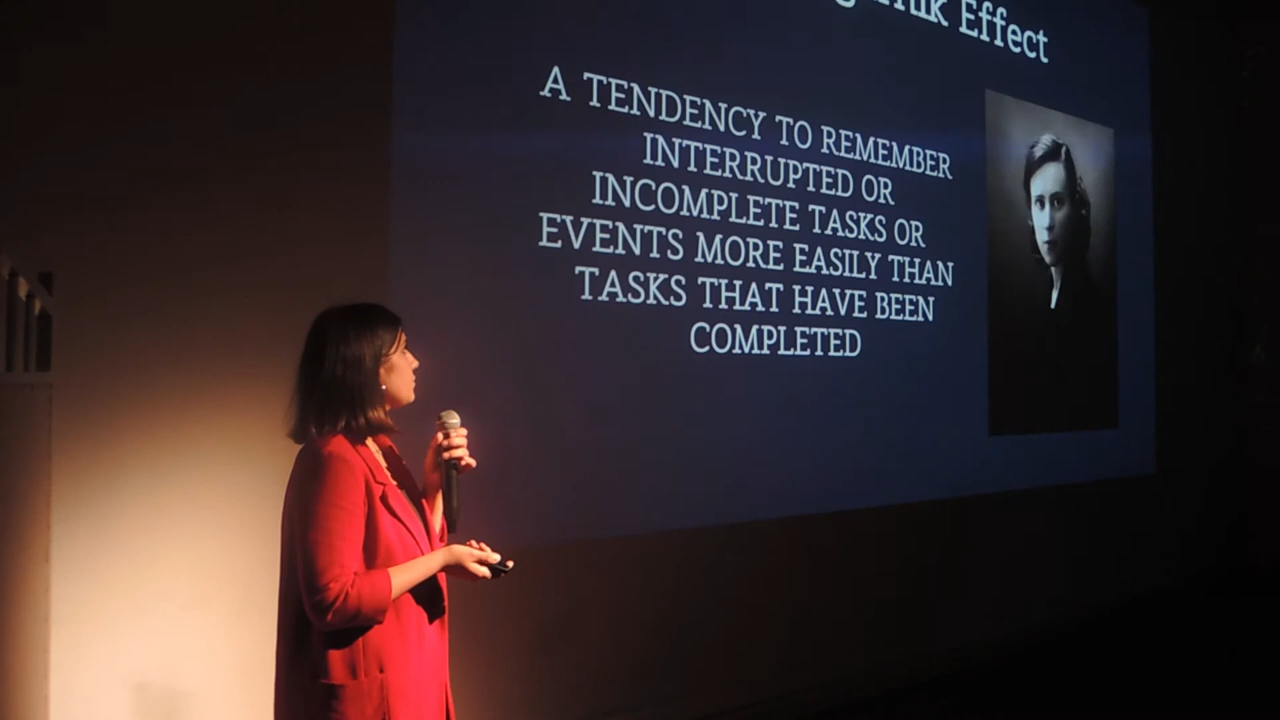 Effect
A TENDENCY TO REMEMBER
INTERRUPTED OR
INCOMPLETE TASKS OR
EVENTS MORE EASILY THAN
TASKS THAT HAVE BEEN
COMPLETED